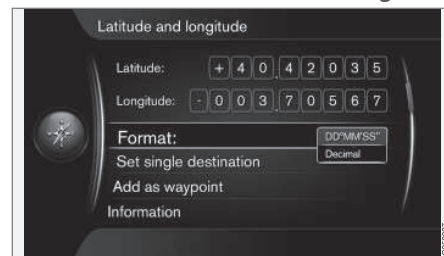 Latitude and longitude
Latitude: +40.42035
Longitude: -003.70567
Format: DD°MM'SS"
Decimal
Set single destination
Add as waypoint
Information